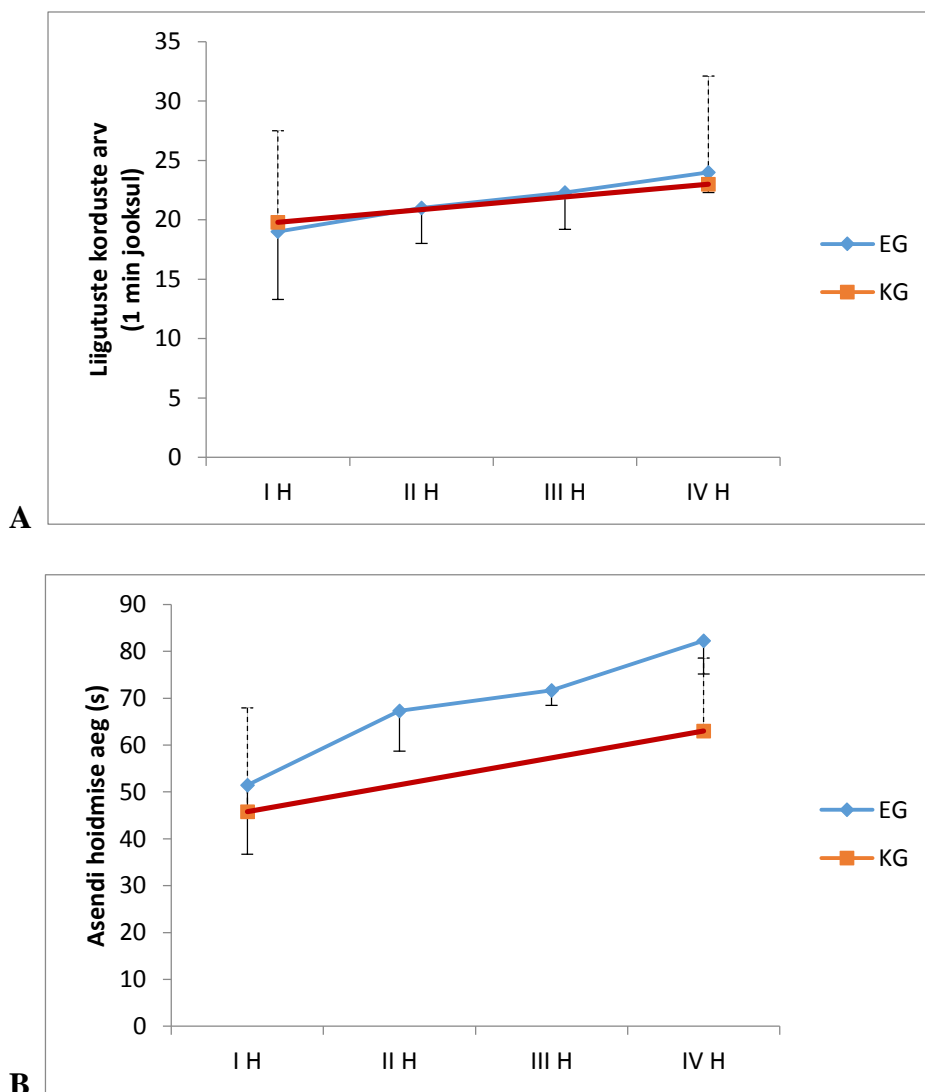 35
30
25
20
15
10
5
0
Liigutuste korduste arv
(1 min jooksul)
I H II H III H IV H
EG
KG
A
90
80
70
60
50
40
30
20
10
0
Asendi hoidmise aeg (s)
I H II H III H IV H
EG
KG
B